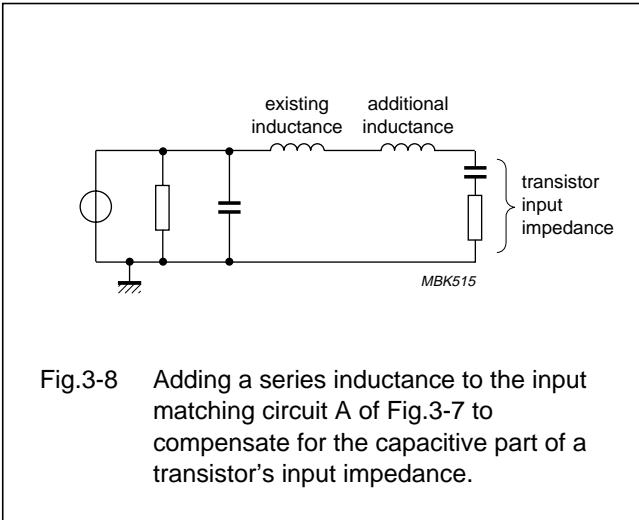 existing
inductance
additional
inductance
transistor
input
impedance
MBK515
Fig.3-8 Adding a series inductance to the input
matching circuit A of Fig.3-7 to
compensate for the capacitive part of a
transistor's input impedance.